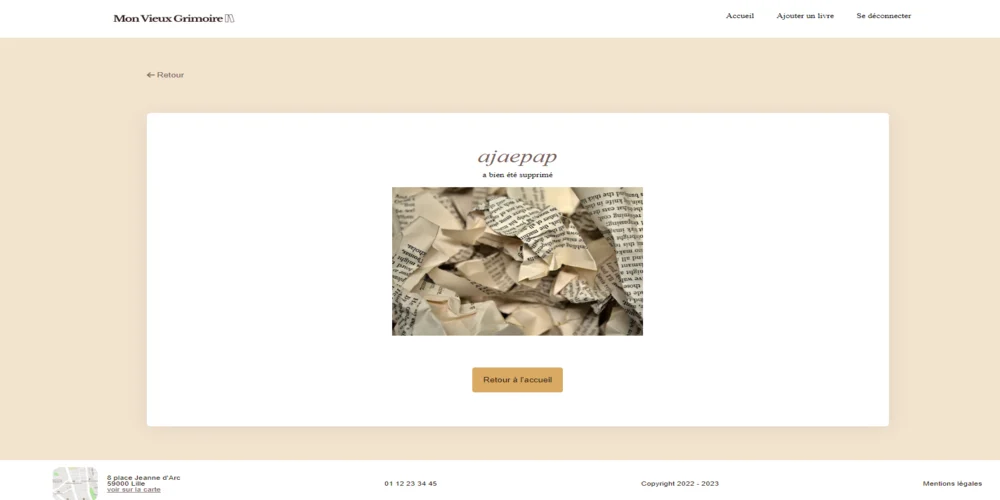 Mon Vieux Grimoire
Accueil Ajouter un livre Se déconnecter
← Retour
ajaepap
a bien été supprimé
Retour à l'accueil
8 place Jeanne d'Arc
59000 Lille
voir sur la carte
01 12 23 34 45
Copyright 2022 - 2023
Mentions légales